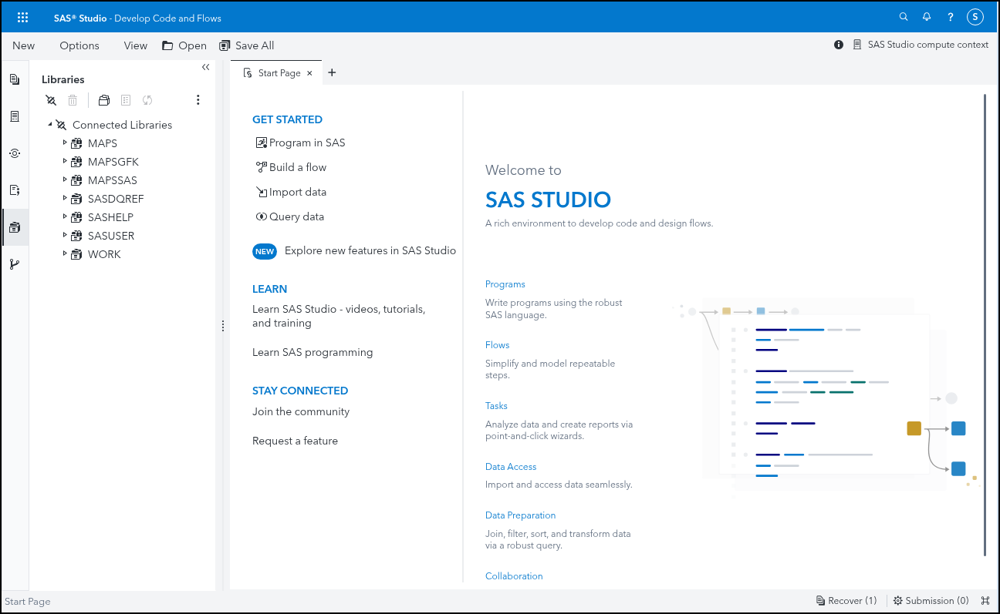 SAS® Studio - Develop Code and Flows
?
S
New
Options
View
Open
Save All
SAS Studio compute context
Libraries
Connected Libraries
MAPS
MAPSGFK
MAPSSAS
SASDQREF
SASHELP
SASUSER
WORK
Start Page
GET STARTED
Program in SAS
Build a flow
Import data
Query data
NEW
Explore new features in SAS Studio
LEARN
Learn SAS Studio - videos, tutorials,
and training
Learn SAS programming
STAY CONNECTED
Join the community
Request a feature
Welcome to
SAS STUDIO
A rich environment to develop code and design flows.
Programs
Write programs using the robust
SAS language.
Flows
Simplify and model repeatable
steps.
Tasks
Analyze data and create reports via
point-and-click wizards.
Data Access
Import and access data seamlessly.
Data Preparation
Join, filter, sort, and transform data
via a robust query.
Collaboration
Start Page
Recover (1)
Submission (0)